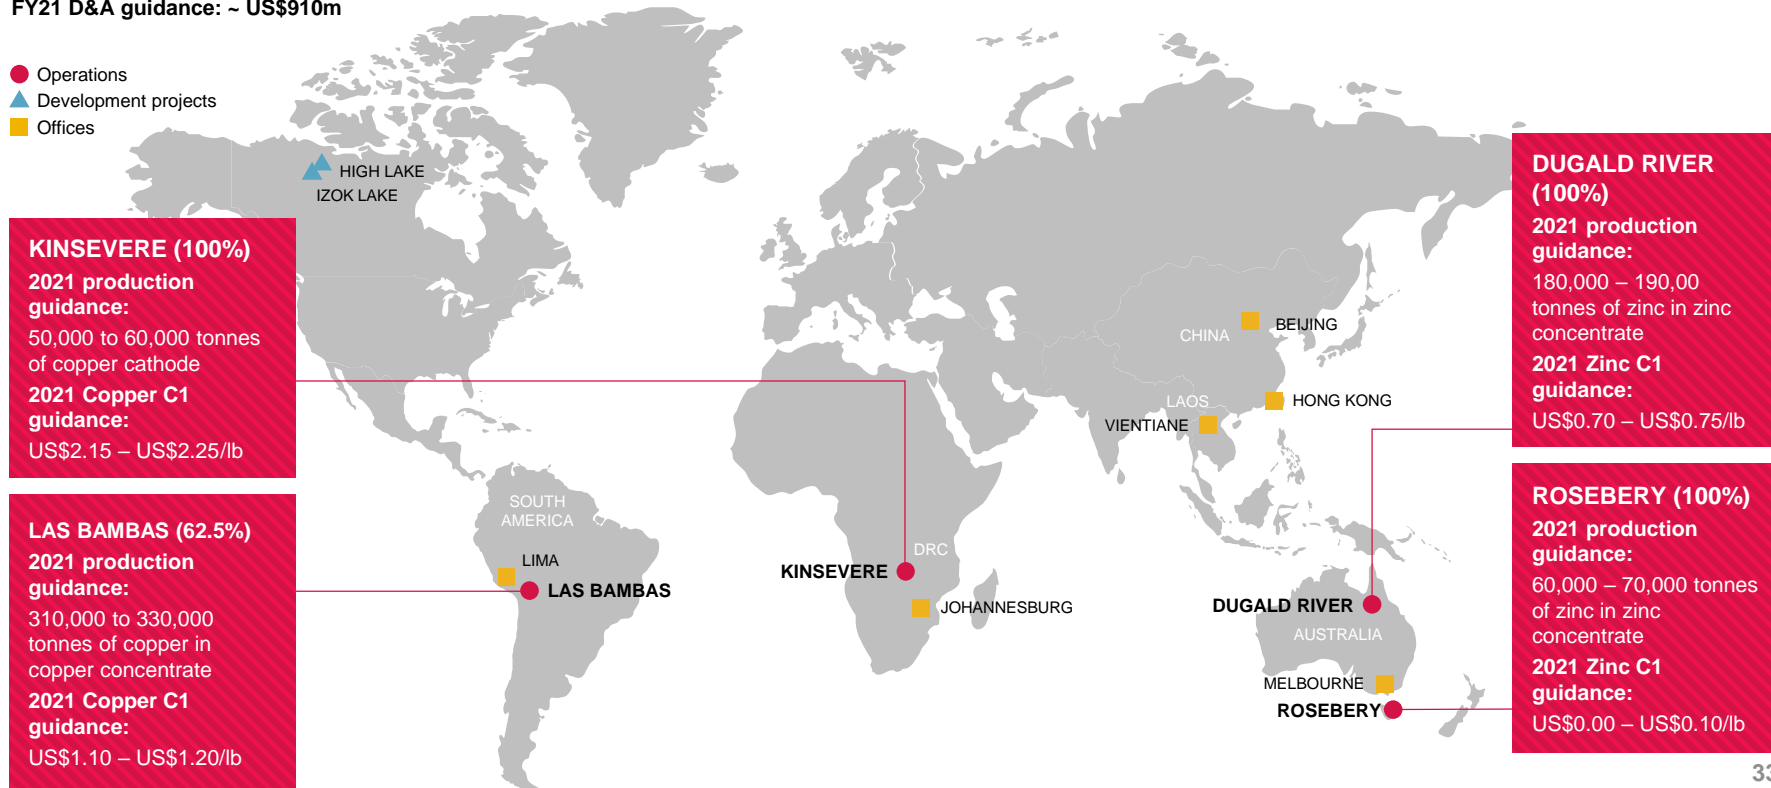 FY21 D&A guidance: ~ US$910m
Operations
Development projects
Offices
HIGH LAKE
IZOK LAKE
KINSEVERE (100%)
2021 production
guidance:
50,000 to 60,000 tonnes
of copper cathode
2021 Copper C1
guidance:
US$2.15 – US$2.25/lb
LAS BAMBAS (62.5%)
2021 production
guidance:
310,000 to 330,000
tonnes of copper in
copper concentrate
2021 Copper C1
guidance:
US$1.10 – US$1.20/lb
SOUTH
AMERICA
LIMA
LAS BAMBAS
DRC
KINSEVERE
JOHANNESBURG
CHINA
BEIJING
HONG KONG
LAOS
VIENTIANE
DUGALD RIVER
AUSTRALIA
MELBOURNE
ROSEBERY
DUGALD RIVER
(100%)
2021 production
guidance:
180,000 – 190,00
tonnes of zinc in zinc
concentrate
2021 Zinc C1
guidance:
US$0.70 – US$0.75/lb
ROSEBERY (100%)
2021 production
guidance:
60,000 – 70,000 tonnes
of zinc in zinc
concentrate
2021 Zinc C1
guidance:
US$0.00 – US$0.10/lb
33